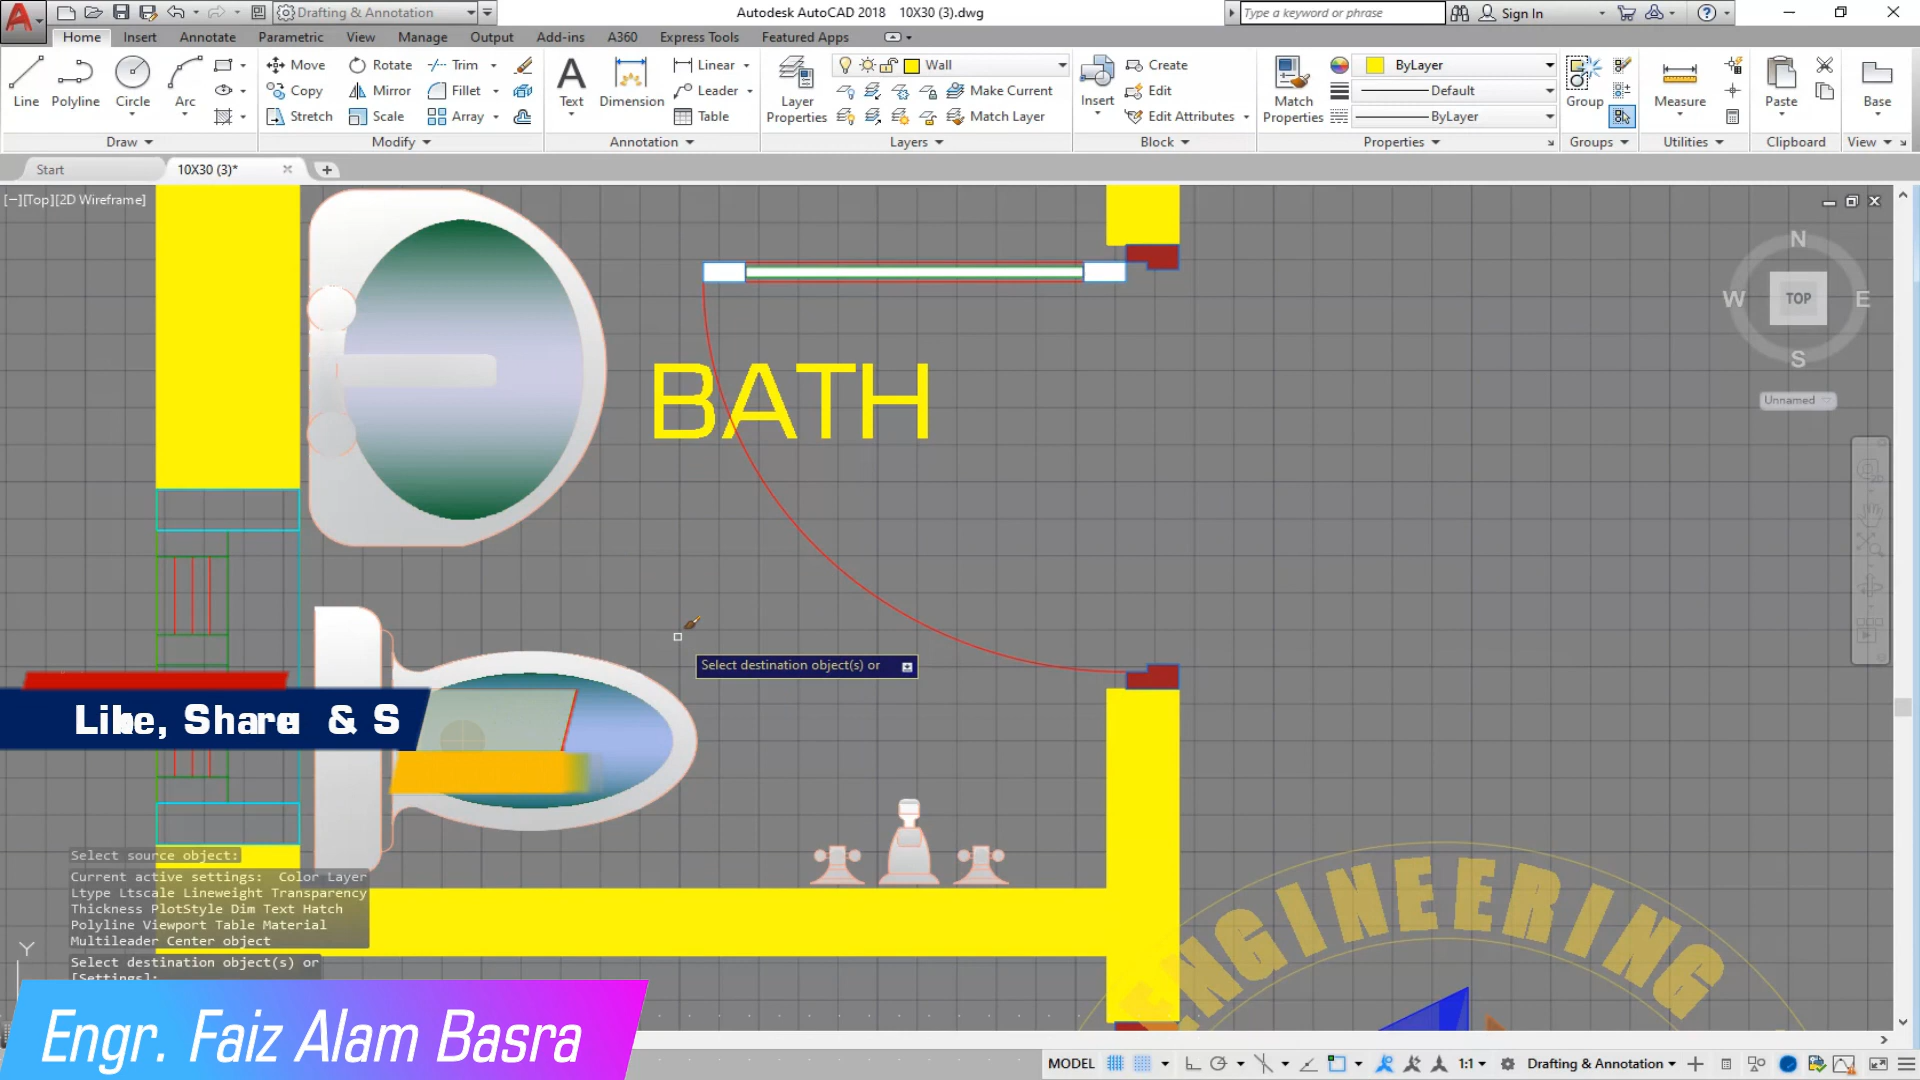 Drafting & Annotation
Autodesk AutoCAD 2018   10X30 (3).dwg
Type a keyword or phrase
Sign In
Home Insert Annotate Parametric View Manage Output Add-ins A360 Express Tools Featured Apps
Line Polyline Circle Arc
Move Rotate Trim
Copy Mirror Fillet
Stretch Scale Array
Text Dimension
Linear
Leader
Table
Layer Properties
Wall
Make Current
Match Layer
Insert
Create
Edit
Edit Attributes
Match Properties
ByLayer
Default
ByLayer
Group
Measure
Paste
Base
Draw Modify Annotation Layers Block Properties Groups Utilities Clipboard View
Start
10X30 (3)*
[−][Top][2D Wireframe]
N
W TOP E
S
Unnamed
BATH
Select destination object(s) or
Like, Share & S
Select source object:
Current active settings:  Color Layer
Ltype Ltscale Lineweight Transparency
Thickness PlotStyle Dim Text Hatch
Polyline Viewport Table Material
Multileader Center object
Select destination object(s) or
[Settings]:
Y
ENGINEERING
Engr. Faiz Alam Basra
MODEL
1:1
Drafting & Annotation